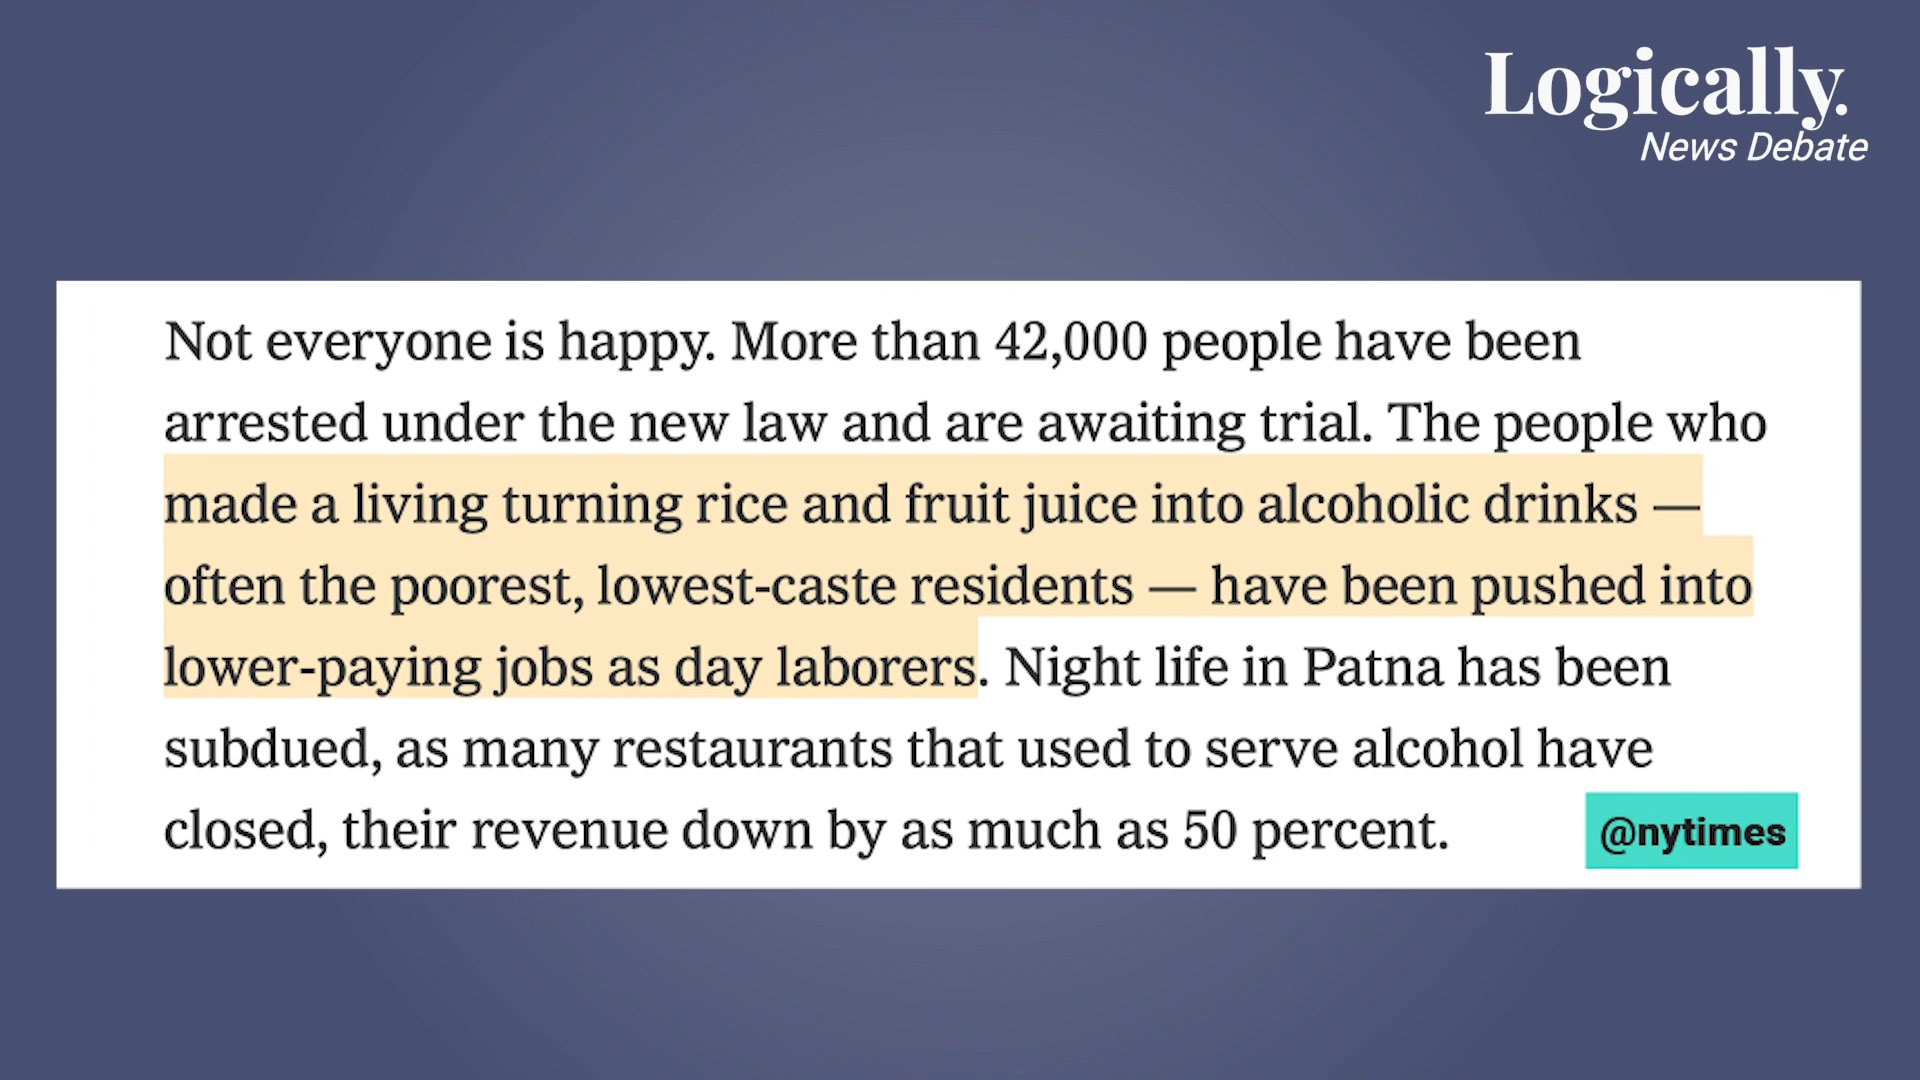 Logically.
News Debate
Not everyone is happy. More than 42,000 people have been
arrested under the new law and are awaiting trial. The people who
made a living turning rice and fruit juice into alcoholic drinks —
often the poorest, lowest-caste residents — have been pushed into
lower-paying jobs as day laborers. Night life in Patna has been
subdued, as many restaurants that used to serve alcohol have
closed, their revenue down by as much as 50 percent.
@nytimes